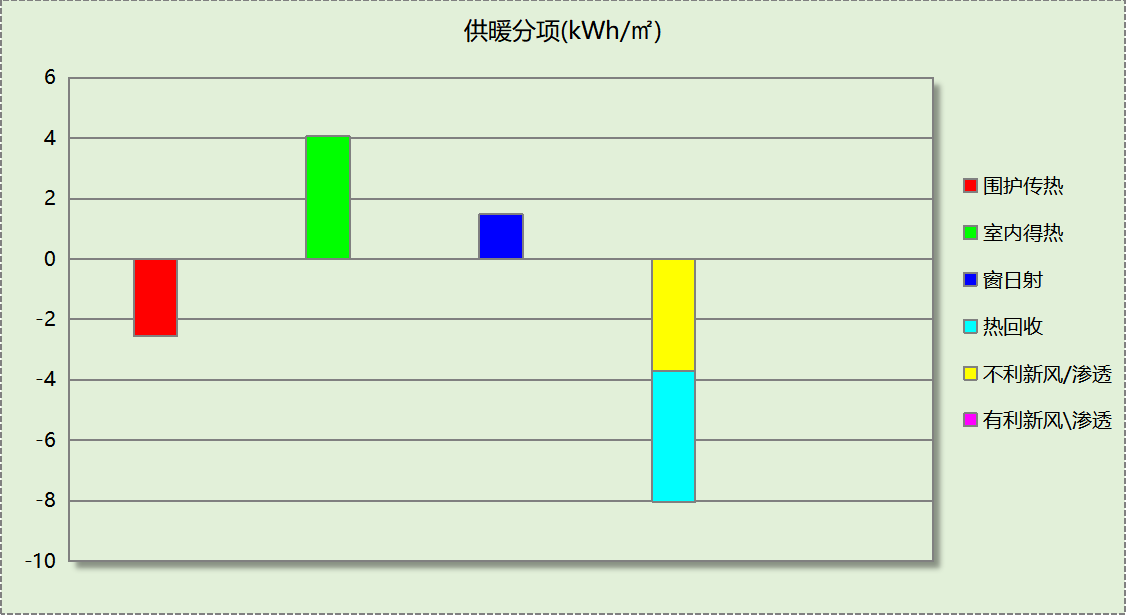 供暖分项(kWh/㎡)
6
4
2
0
-2
-4
-6
-8
-10
围护传热
室内得热
窗日射
热回收
不利新风/渗透
有利新风\渗透